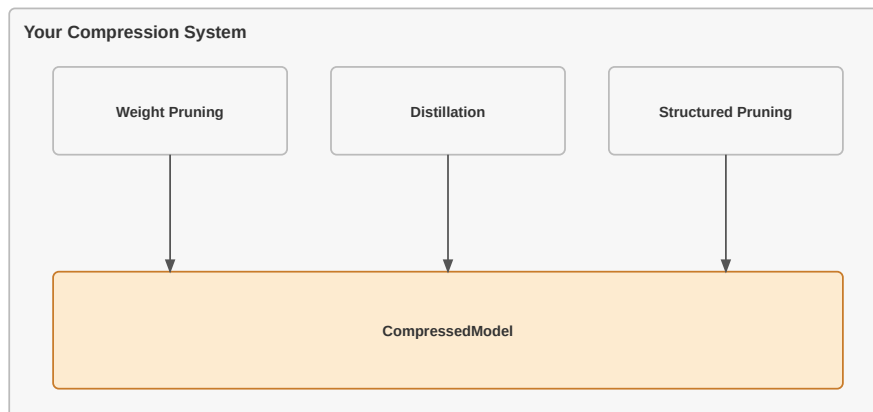 Your Compression System
Weight Pruning
Distillation
Structured Pruning
CompressedModel